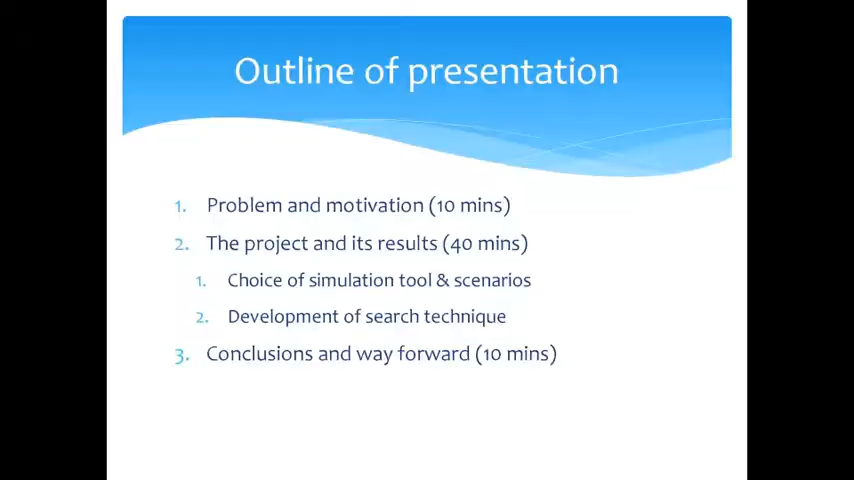 Outline of presentation
1. Problem and motivation (10 mins)
2. The project and its results (40 mins)
1. Choice of simulation tool & scenarios
2. Development of search technique
3. Conclusions and way forward (10 mins)